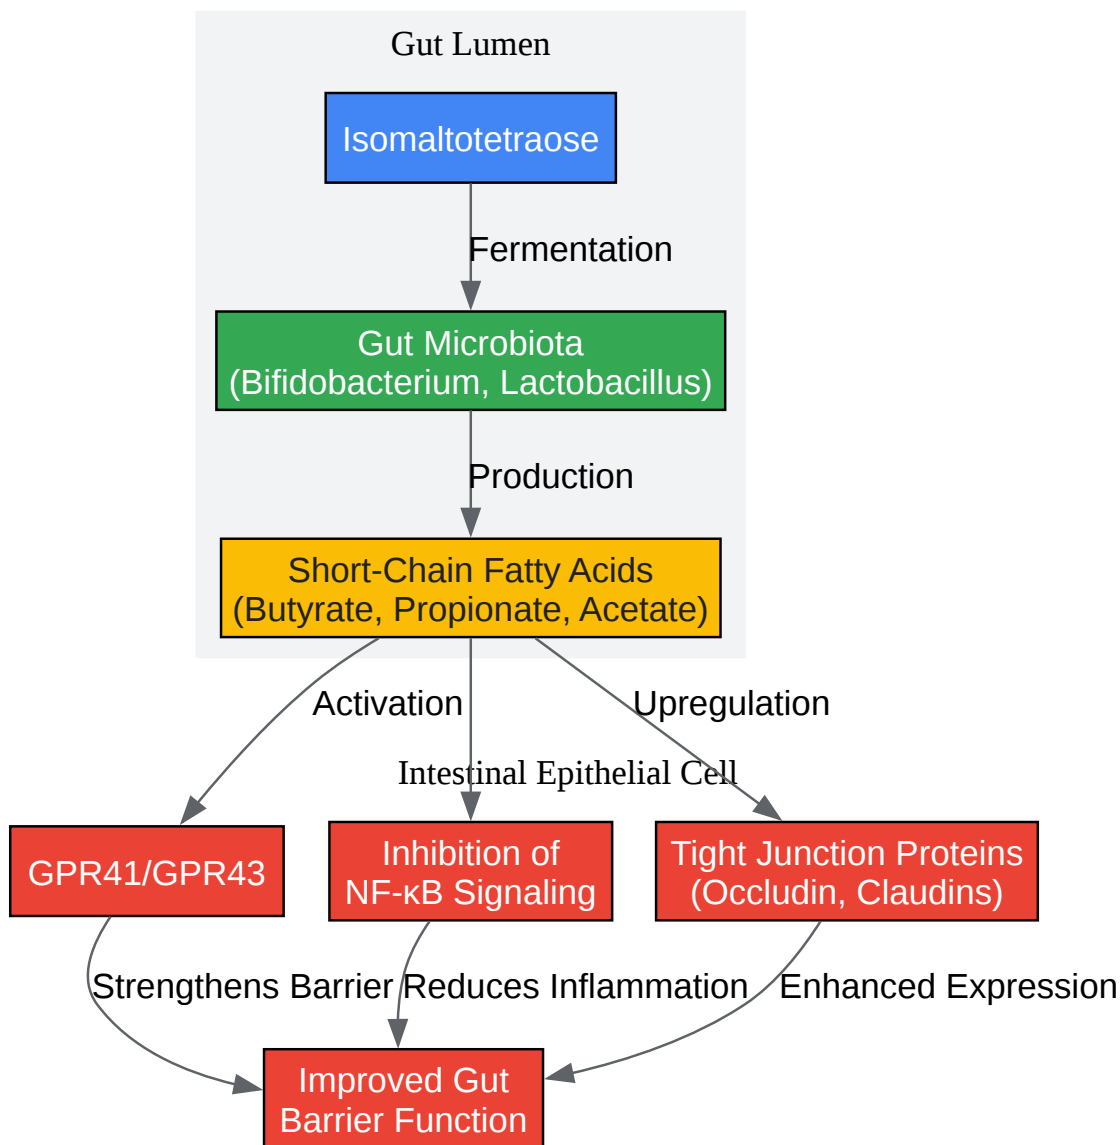 Gut Lumen
Isomaltotetraose
Fermentation
Gut Microbiota
(Bifidobacterium, Lactobacillus)
Production
Short-Chain Fatty Acids
(Butyrate, Propionate, Acetate)
Activation
Upregulation
Intestinal Epithelial Cell
GPR41/GPR43
Inhibition of
NF-κB Signaling
Tight Junction Proteins
(Occludin, Claudins)
Strengthens Barrier
Reduces Inflammation
Enhanced Expression
Improved Gut
Barrier Function